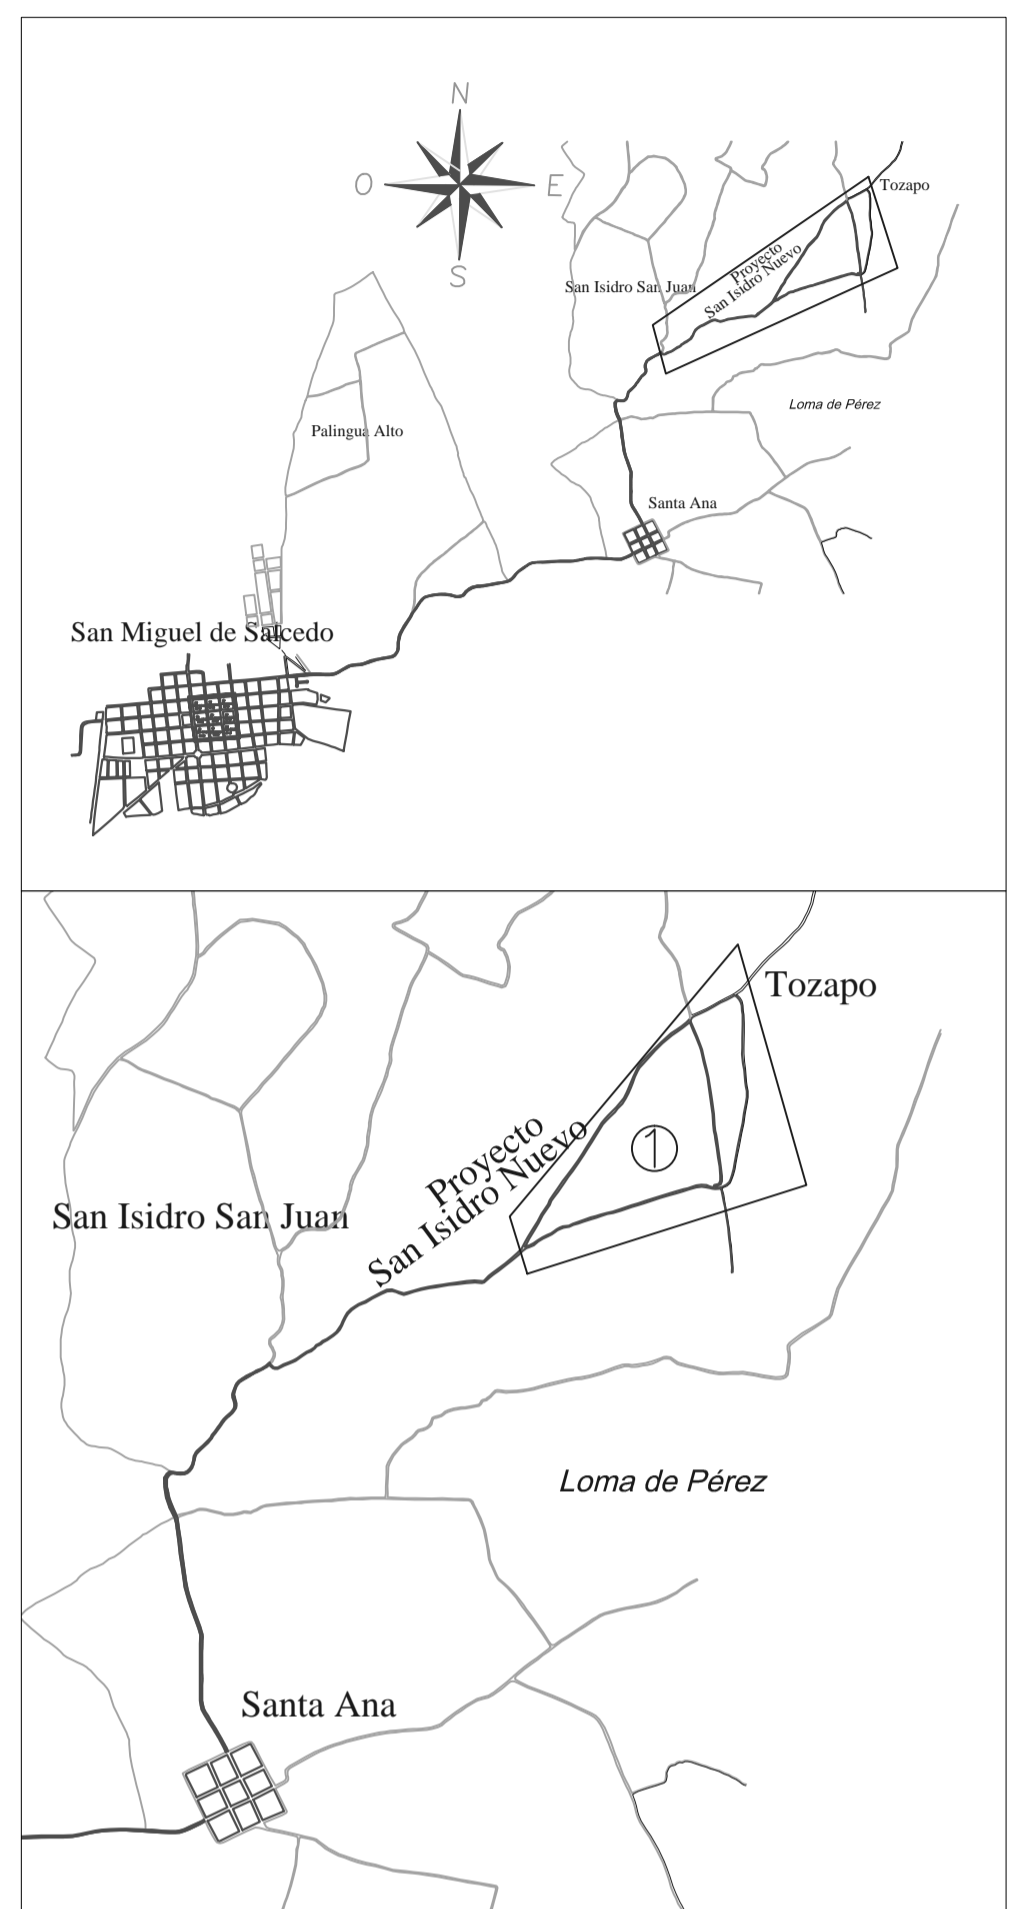 N
O
E
S
Tozapo
Proyecto
San Isidro Nuevo
San Isidro San Juan
Loma de Pérez
Palingua Alto
Santa Ana
San Miguel de Salcedo
Tozapo
Proyecto
San Isidro Nuevo
1
San Isidro San Juan
Loma de Pérez
Santa Ana